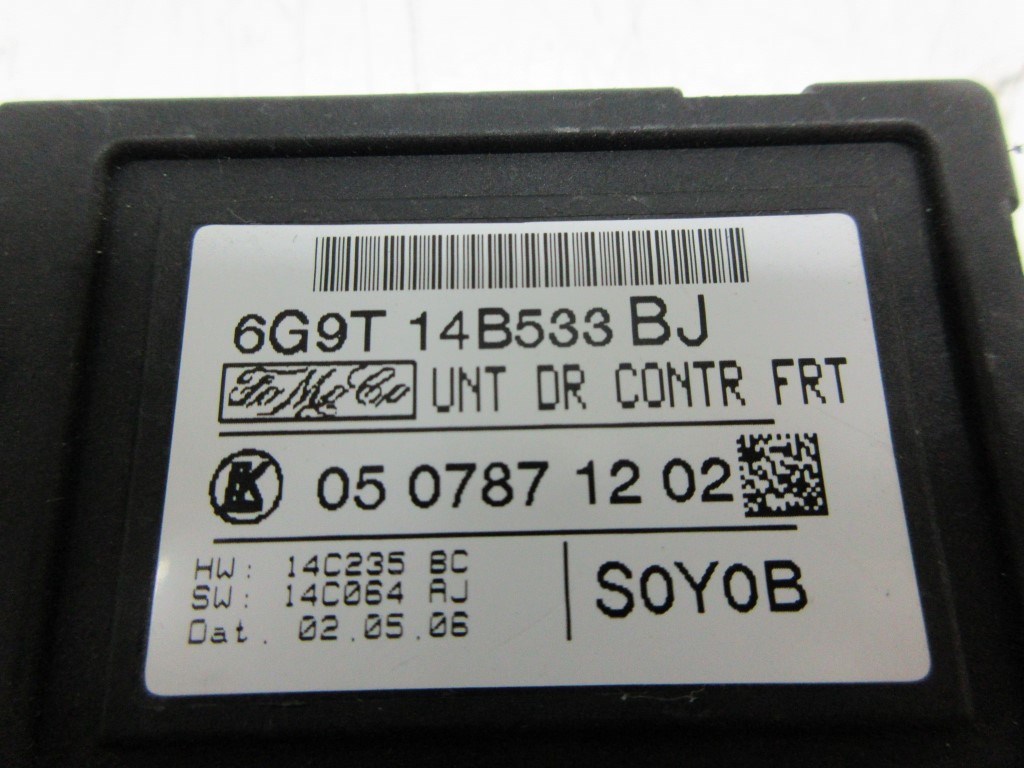 6G9T 14B533 BJ
FoMoCo UNT DR CONTR FRT
K 05 0787 12 02
HW: 14C235 BC
SW: 14C064 AJ
Dat. 02.05.06
S0Y0B